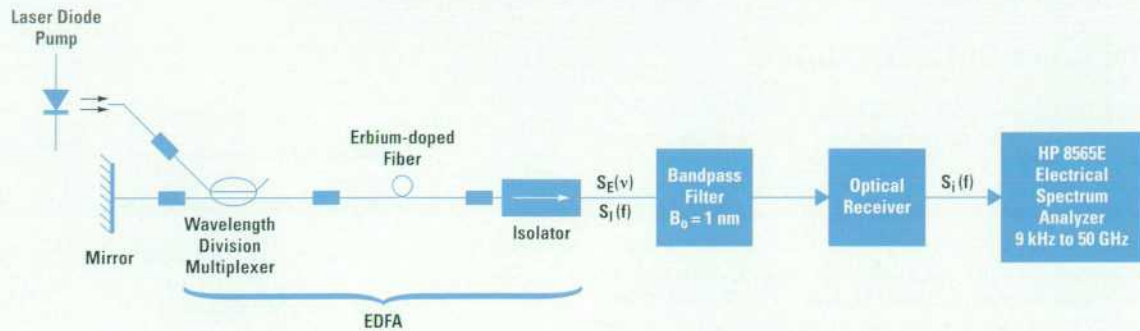 Laser Diode
Pump
Mirror
Wavelength
Division
Multiplexer
Erbium-doped
Fiber
Isolator
EDFA
S_E(ν)
S_I(f)
Bandpass
Filter
B_o = 1 nm
Optical
Receiver
S_i(f)
HP 8565E
Electrical
Spectrum
Analyzer
9 kHz to 50 GHz